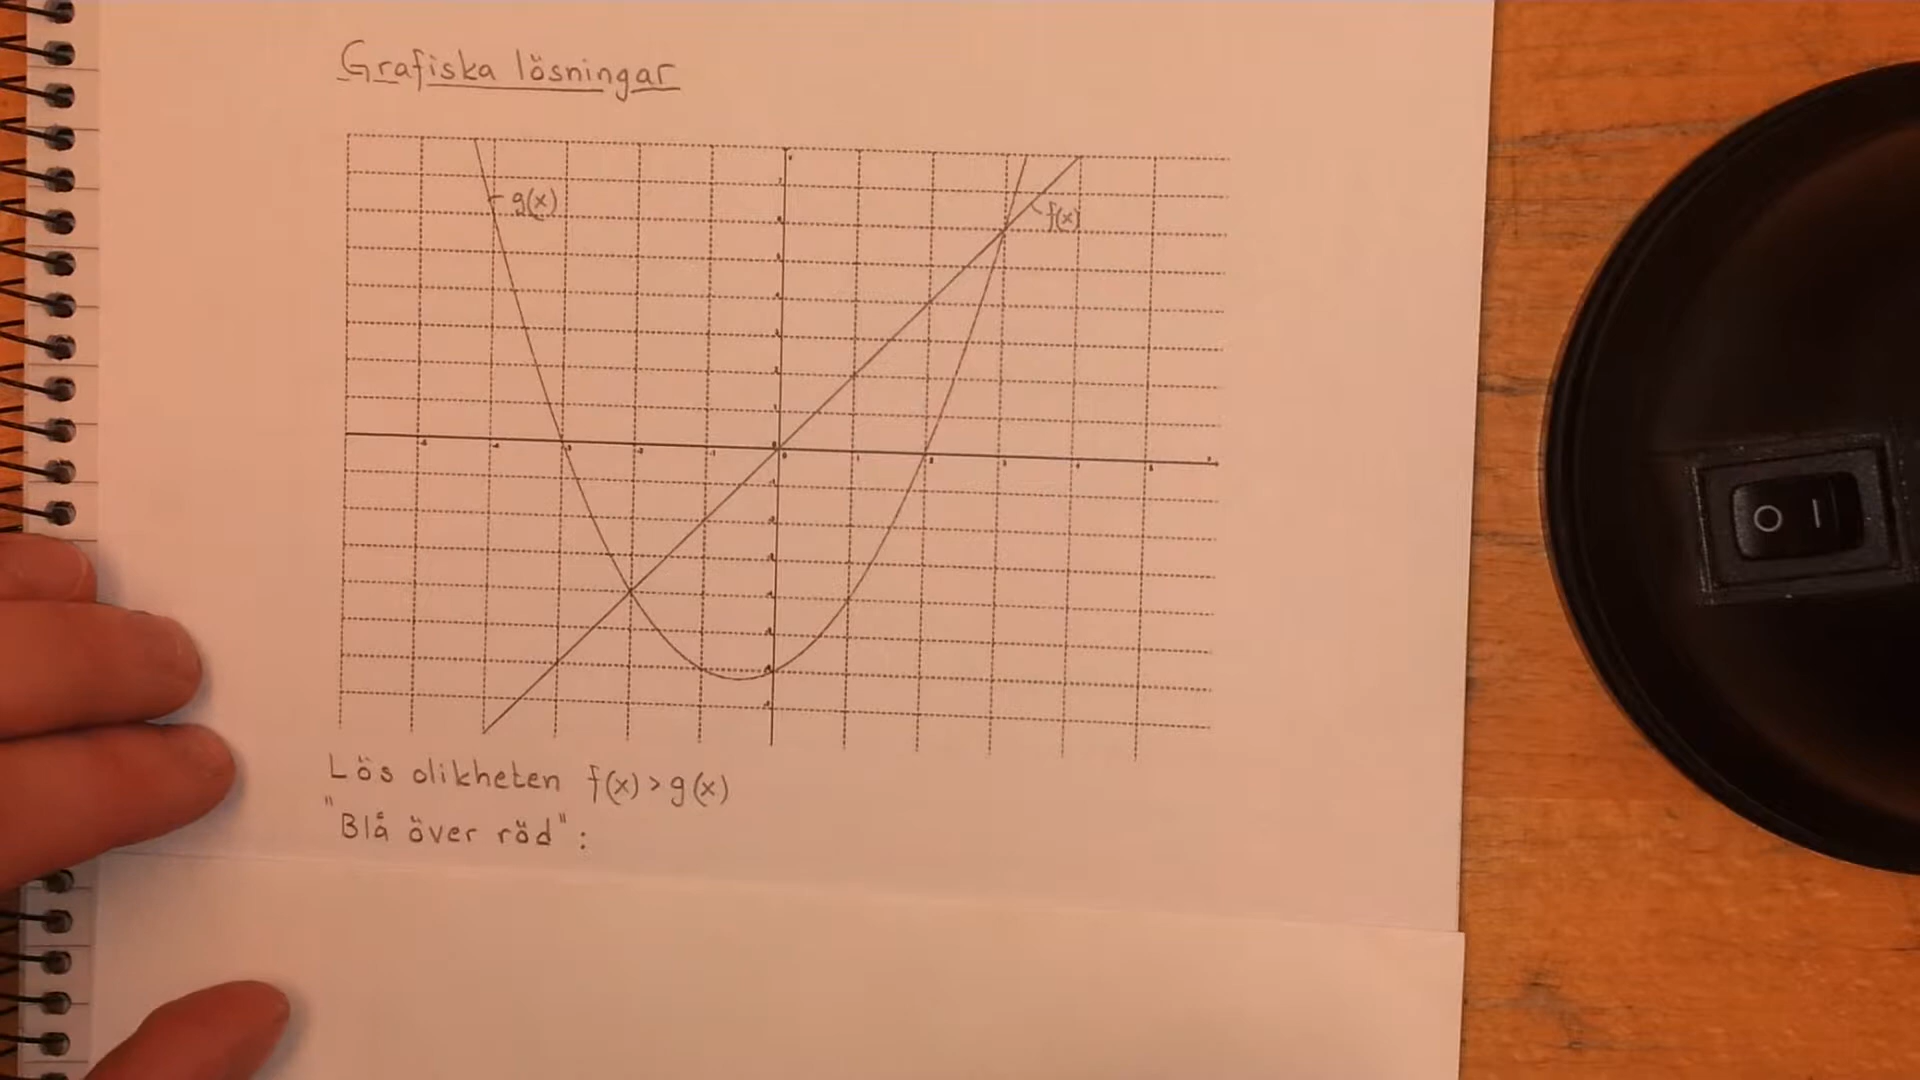 Grafiska lösningar
g(x)
f(x)
Lös olikheten f(x) > g(x)
"Blå över röd":